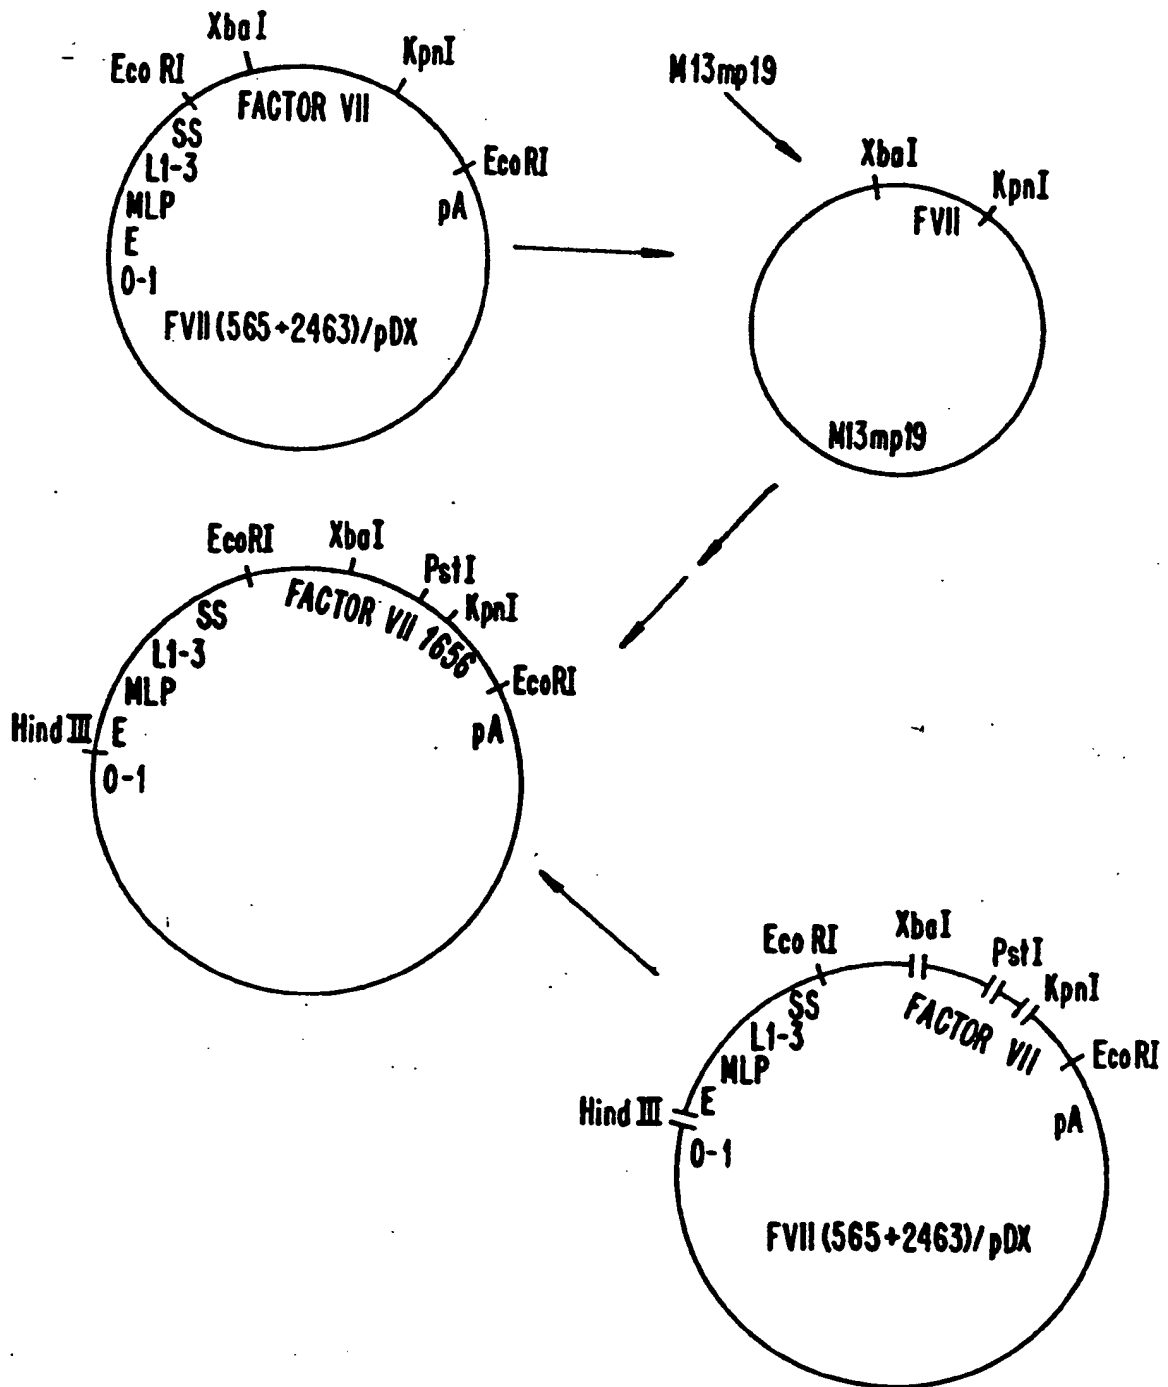 XbaI
KpnI
Eco RI
FACTOR VII
SS
L1-3
EcoRI
MLP
pA
E
0-1
FVII (565+2463)/pDX
M13mp19
XbaI
KpnI
FVII
M13mp19
EcoRI
XbaI
PstI
KpnI
FACTOR VII 1656
SS
L1-3
EcoRI
MLP
Hind III
E
pA
0-1
XbaI
Eco RI
PstI
KpnI
SS
FACTOR VII
L1-3
EcoRI
MLP
Hind III
E
pA
0-1
FVII (565+2463)/pDX